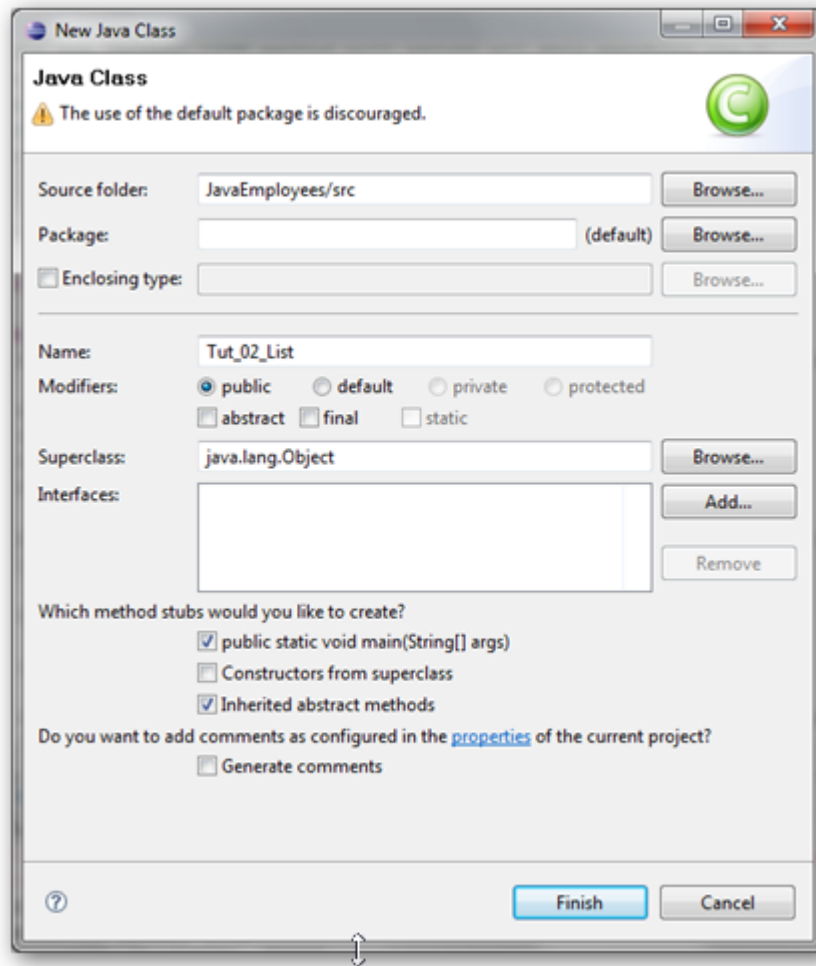 New Java Class
Java Class
The use of the default package is discouraged.
Source folder: JavaEmployees/src Browse...
Package: (default) Browse...
Enclosing type: Browse...
Name: Tut_02_List
Modifiers: public default private protected
abstract final static
Superclass: java.lang.Object Browse...
Interfaces: Add...
Remove
Which method stubs would you like to create?
public static void main(String[] args)
Constructors from superclass
Inherited abstract methods
Do you want to add comments as configured in the properties of the current project?
Generate comments
? Finish Cancel